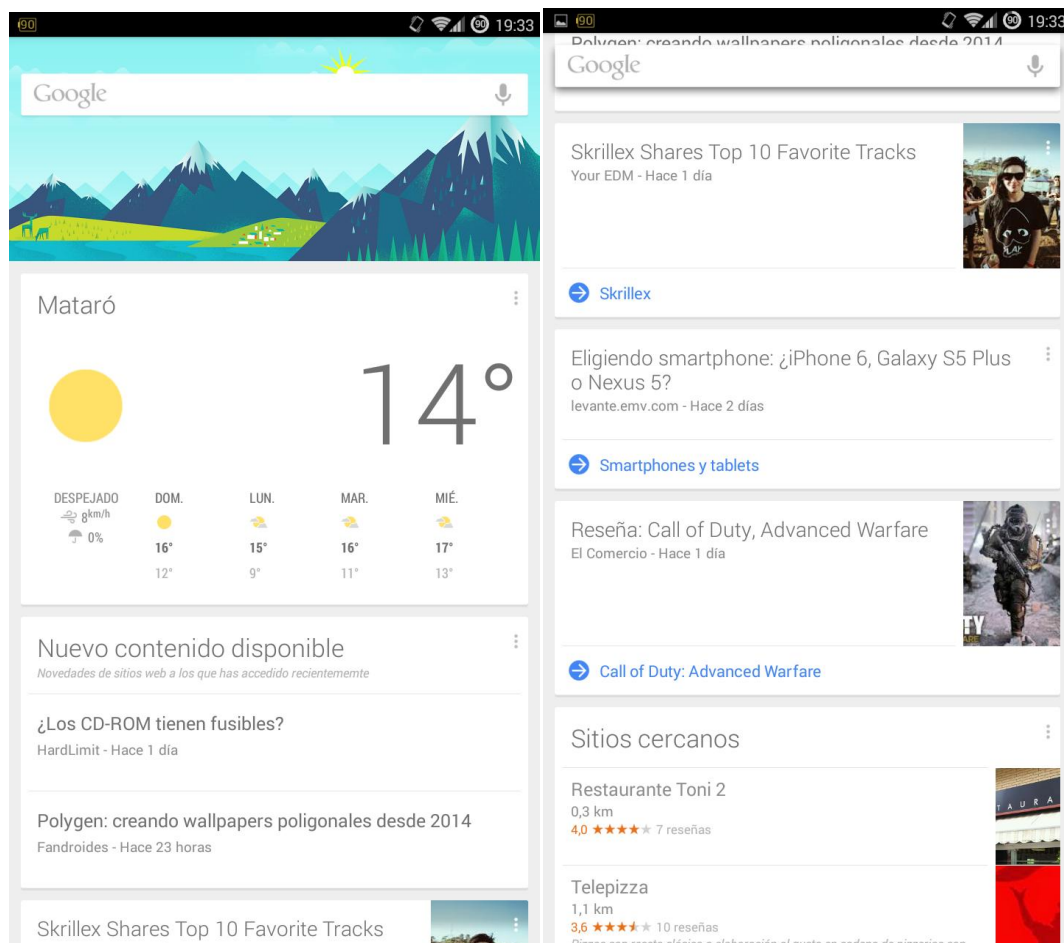 90
90 19:33
Google
Mataró
14°
DESPEJADO
8km/h
0%
DOM. LUN. MAR. MIÉ.
16° 15° 16° 17°
12° 9° 11° 13°
Nuevo contenido disponible
Novedades de sitios web a los que has accedido recientememte
¿Los CD-ROM tienen fusibles?
HardLimit - Hace 1 día
Polygen: creando wallpapers poligonales desde 2014
Fandroides - Hace 23 horas
Skrillex Shares Top 10 Favorite Tracks
90
90 19:33
Polygen: creando wallpapers poligonales desde 2014
Google
Skrillex Shares Top 10 Favorite Tracks
Your EDM - Hace 1 día
Skrillex
Eligiendo smartphone: ¿iPhone 6, Galaxy S5 Plus
o Nexus 5?
levante.emv.com - Hace 2 días
Smartphones y tablets
Reseña: Call of Duty, Advanced Warfare
El Comercio - Hace 1 día
TY
Call of Duty: Advanced Warfare
Sitios cercanos
Restaurante Toni 2
0,3 km
4,0 7 reseñas
TAURA
Telepizza
1,1 km
3,6 10 reseñas